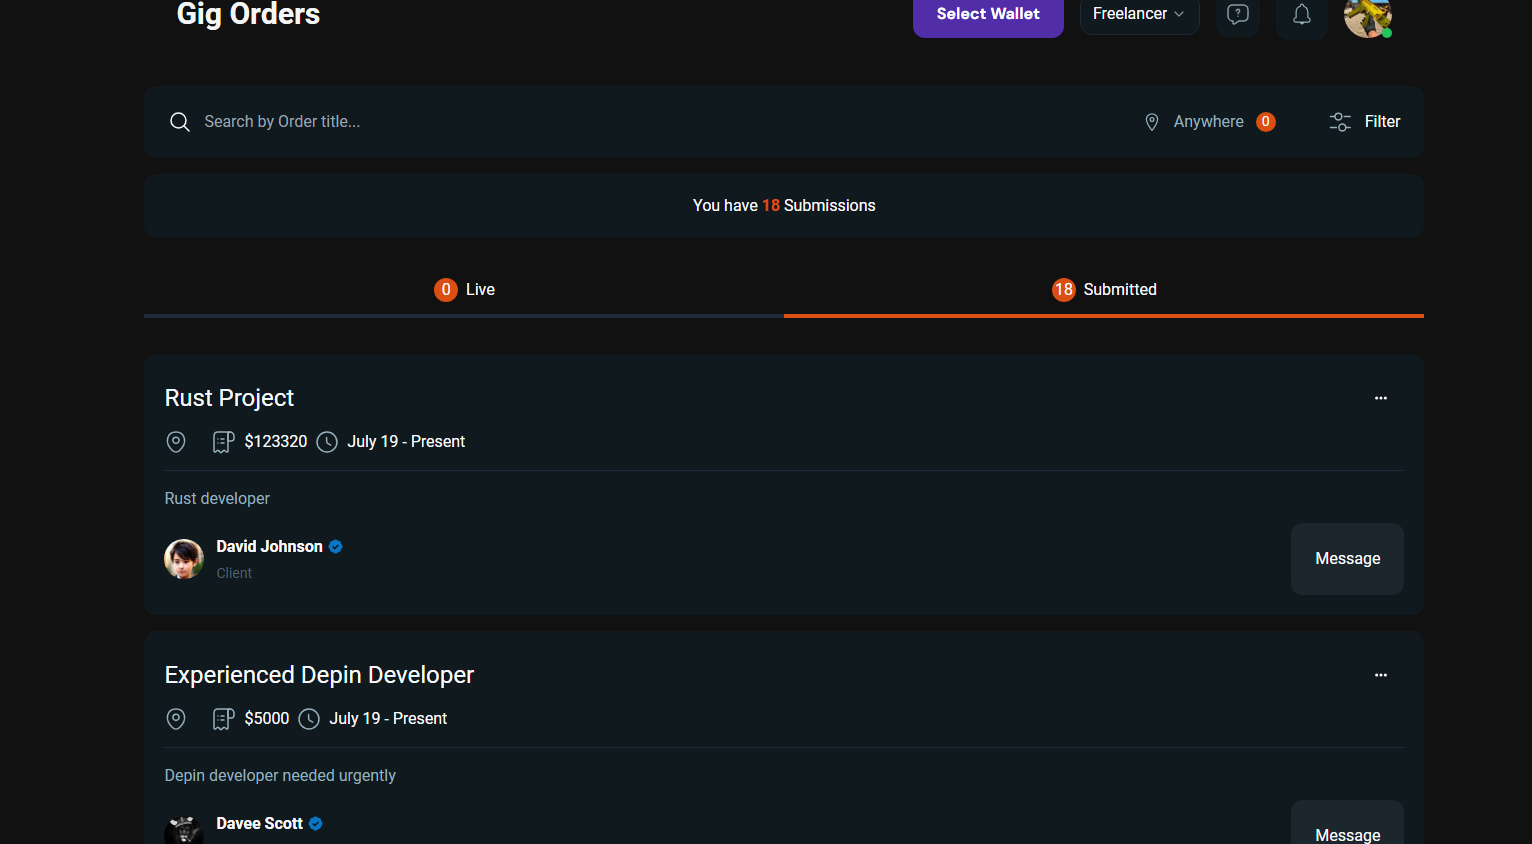 Gig Orders
Select Wallet
Freelancer
Search by Order title...
Anywhere 0
Filter
You have 18 Submissions
0 Live
18 Submitted
Rust Project
$123320 July 19 - Present
Rust developer
David Johnson
Client
Message
Experienced Depin Developer
$5000 July 19 - Present
Depin developer needed urgently
Davee Scott
Message